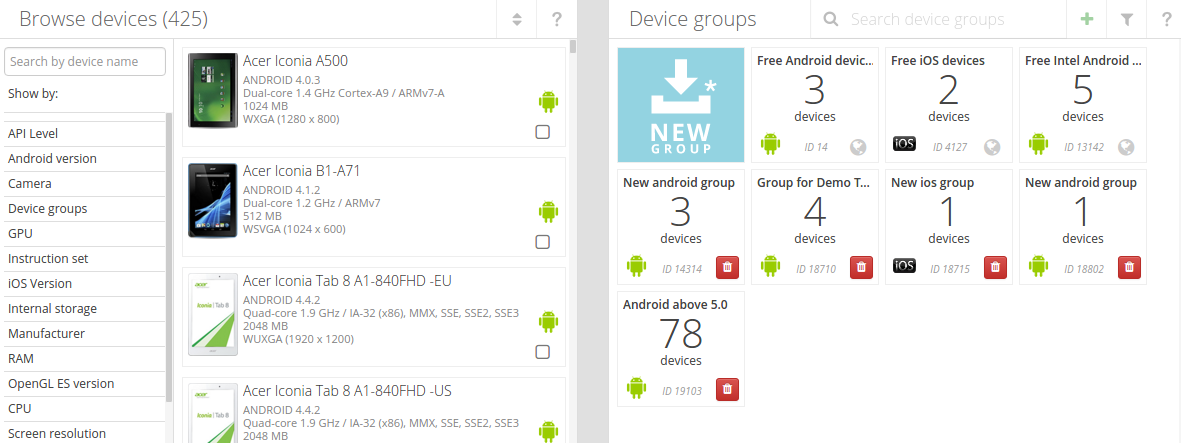 Browse devices (425)
?
Search by device name
Show by:
API Level
Android version
Camera
Device groups
GPU
Instruction set
iOS Version
Internal storage
Manufacturer
RAM
OpenGL ES version
CPU
Screen resolution
Acer Iconia A500
ANDROID 4.0.3
Dual-core 1.4 GHz Cortex-A9 / ARMv7-A
1024 MB
WXGA (1280 x 800)
Acer Iconia B1-A71
ANDROID 4.1.2
Dual-core 1.2 GHz / ARMv7
512 MB
WSVGA (1024 x 600)
Acer Iconia Tab 8 A1-840FHD -EU
ANDROID 4.4.2
Quad-core 1.9 GHz / IA-32 (x86), MMX, SSE, SSE2, SSE3
2048 MB
WUXGA (1920 x 1200)
acer
Iconia Tab 8
Acer Iconia Tab 8 A1-840FHD -US
ANDROID 4.4.2
Quad-core 1.9 GHz / IA-32 (x86), MMX, SSE, SSE2, SSE3
2048 MB
acer
Iconia Tab 8
Device groups
Search device groups
+
?
*
NEW
GROUP
Free Android devic...
3
devices
ID 14
Free iOS devices
2
devices
iOS
ID 4127
Free Intel Android ...
5
devices
ID 13142
New android group
3
devices
ID 14314
Group for Demo T...
4
devices
ID 18710
New ios group
1
devices
iOS
ID 18715
New android group
1
devices
ID 18802
Android above 5.0
78
devices
ID 19103